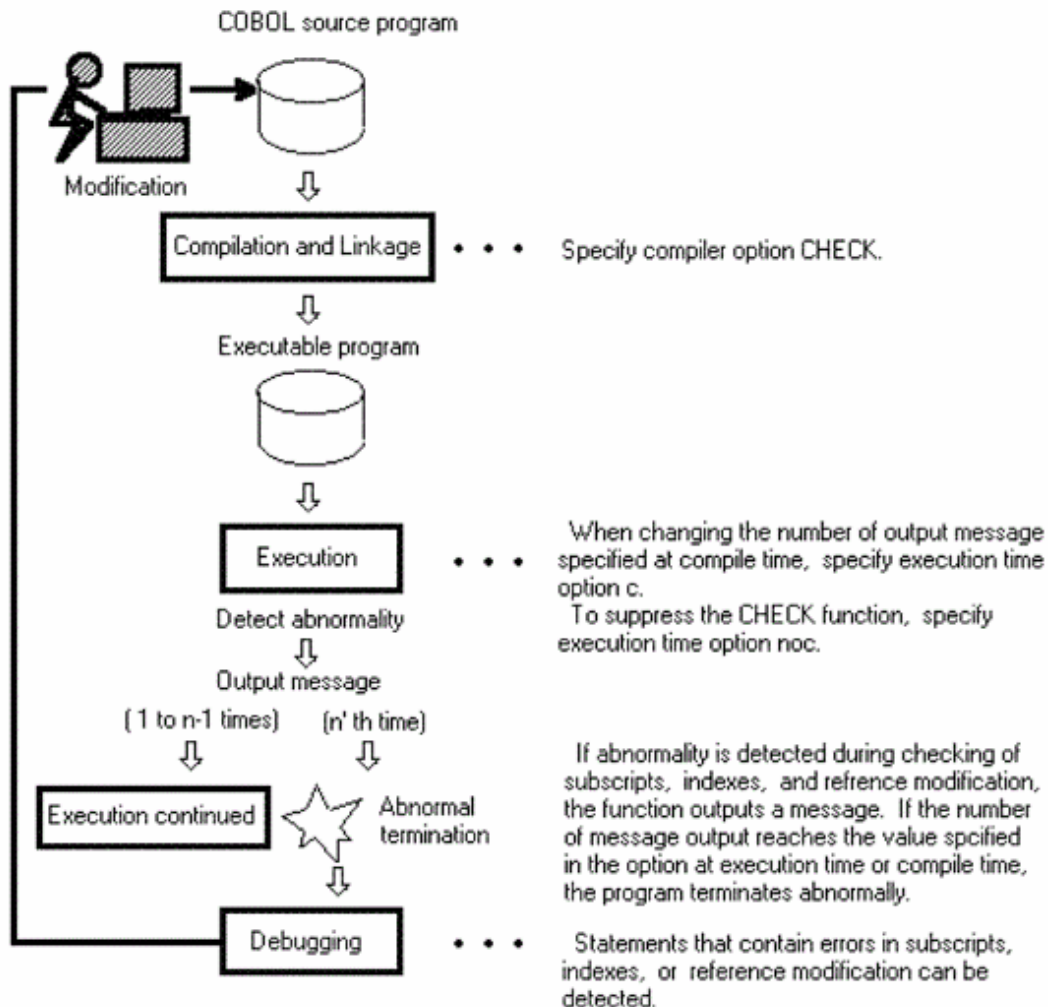 COBOL source program
Modification
Compilation and Linkage
• • •
Specify compiler option CHECK.
Executable program
Execution
• • •
When changing the number of output message
specified at compile time, specify execution time
option c.
To suppress the CHECK function, specify
execution time option noc.
Detect abnormality
Output message
( 1 to n-1 times)
(n' th time)
Execution continued
Abnormal
termination
If abnormality is detected during checking of
subscripts, indexes, and refrence modification,
the function outputs a message. If the number
of message output reaches the value spcified
in the option at execution time or compile time,
the program terminates abnormally.
Debugging
• • •
Statements that contain errors in subscripts,
indexes, or reference modification can be
detected.